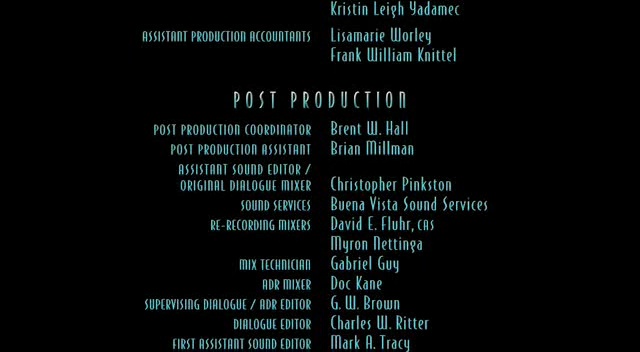 Kristin Leigh Yadamec
ASSISTANT PRODUCTION ACCOUNTANTS Lisamarie Worley
Frank William Knittel
POST PRODUCTION
POST PRODUCTION COORDINATOR Brent W. Hall
POST PRODUCTION ASSISTANT Brian Millman
ASSISTANT SOUND EDITOR /
ORIGINAL DIALOGUE MIXER Christopher Pinkston
SOUND SERVICES Buena Vista Sound Services
RE-RECORDING MIXERS David E. Fluhr, CAS
Myron Nettinga
MIX TECHNICIAN Gabriel Guy
ADR MIXER Doc Kane
SUPERVISING DIALOGUE / ADR EDITOR G. W. Brown
DIALOGUE EDITOR Charles W. Ritter
FIRST ASSISTANT SOUND EDITOR Mark A. Tracy